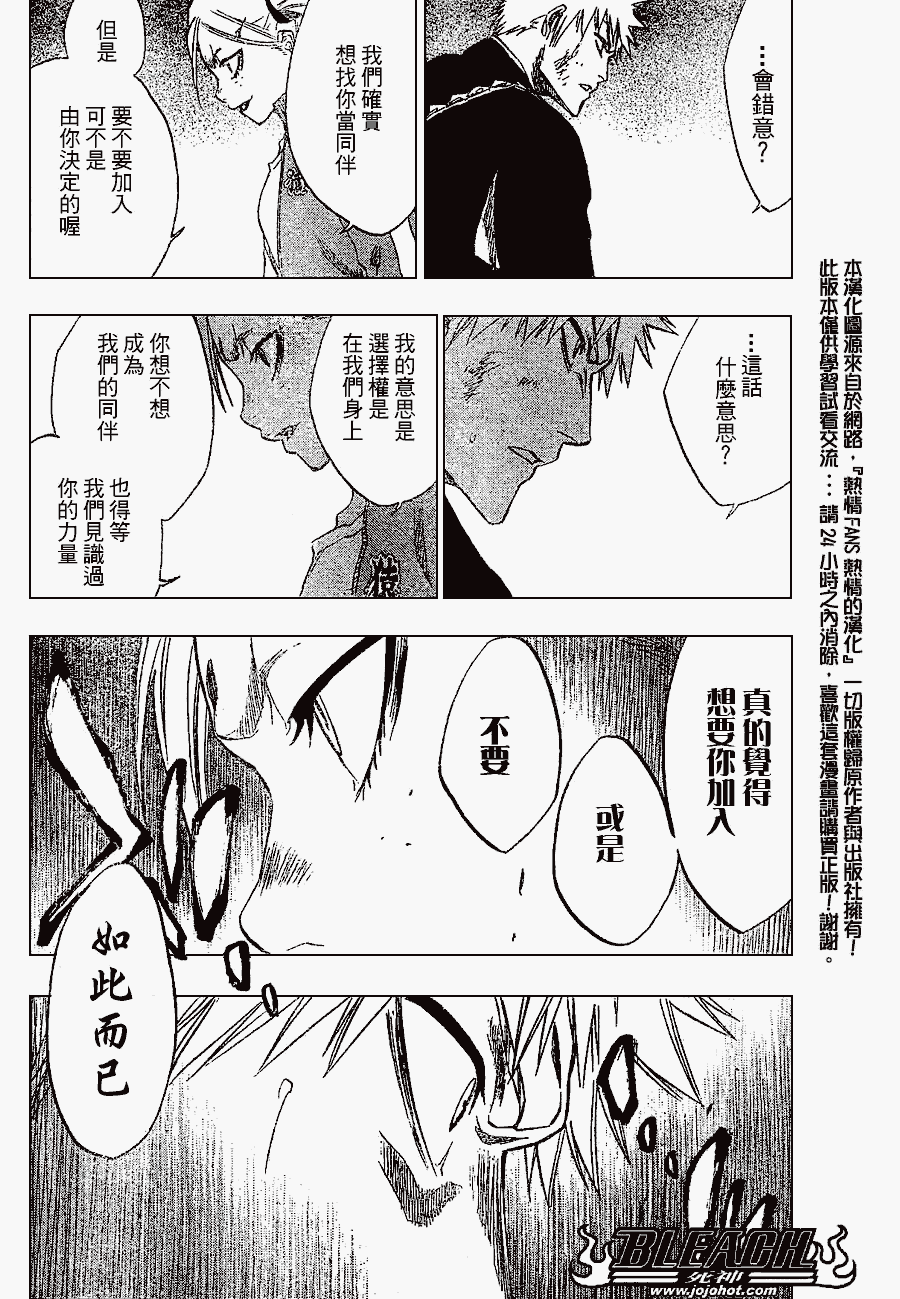 …會錯意？
我們確實
想找你當同伴
但是
要不要加入
可不是
由你決定的喔
…這話
什麼意思？
我的意思是
選擇權是
在我們身上
你想不想
成為
我們的同伴
也得等
我們見識過
你的力量
猿
真的覺得
想要你加入
或是
不要
如此而已
本漢化圖源來自於網路，『熱情FANS熱情的漢化』一切版權歸原作者與出版社擁有！
此版本僅供學習試看交流…請24小時之內消除，喜歡這套漫畫請購買正版！謝謝。
BLEACH
死神
www.jojohot.com